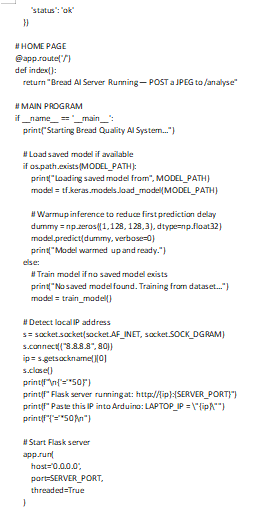 'status': 'ok'
})
# HOME PAGE
@app.route('/')
def index():
return "Bread AI Server Running — POST a JPEG to /analyse"
# MAIN PROGRAM
if __name__ == '__main__':
print("Starting Bread Quality AI System...")
# Load saved model if available
if os.path.exists(MODEL_PATH):
print("Loading saved model from", MODEL_PATH)
model = tf.keras.models.load_model(MODEL_PATH)
# Warmup inference to reduce first prediction delay
dummy = np.zeros((1, 128, 128, 3), dtype=np.float32)
model.predict(dummy, verbose=0)
print("Model warmed up and ready.")
else:
# Train model if no saved model exists
print("No saved model found. Training from dataset...")
model = train_model()
# Detect local IP address
s = socket.socket(socket.AF_INET, socket.SOCK_DGRAM)
s.connect(("8.8.8.8", 80))
ip = s.getsockname()[0]
s.close()
print(f"\n{'='*50}")
print(f" Flask server running at: http://{ip}:{SERVER_PORT}")
print(f" Paste this IP into Arduino: LAPTOP_IP = \"{ip}\"")
print(f"{'='*50}\n")
# Start Flask server
app.run(
host='0.0.0.0',
port=SERVER_PORT,
threaded=True
)